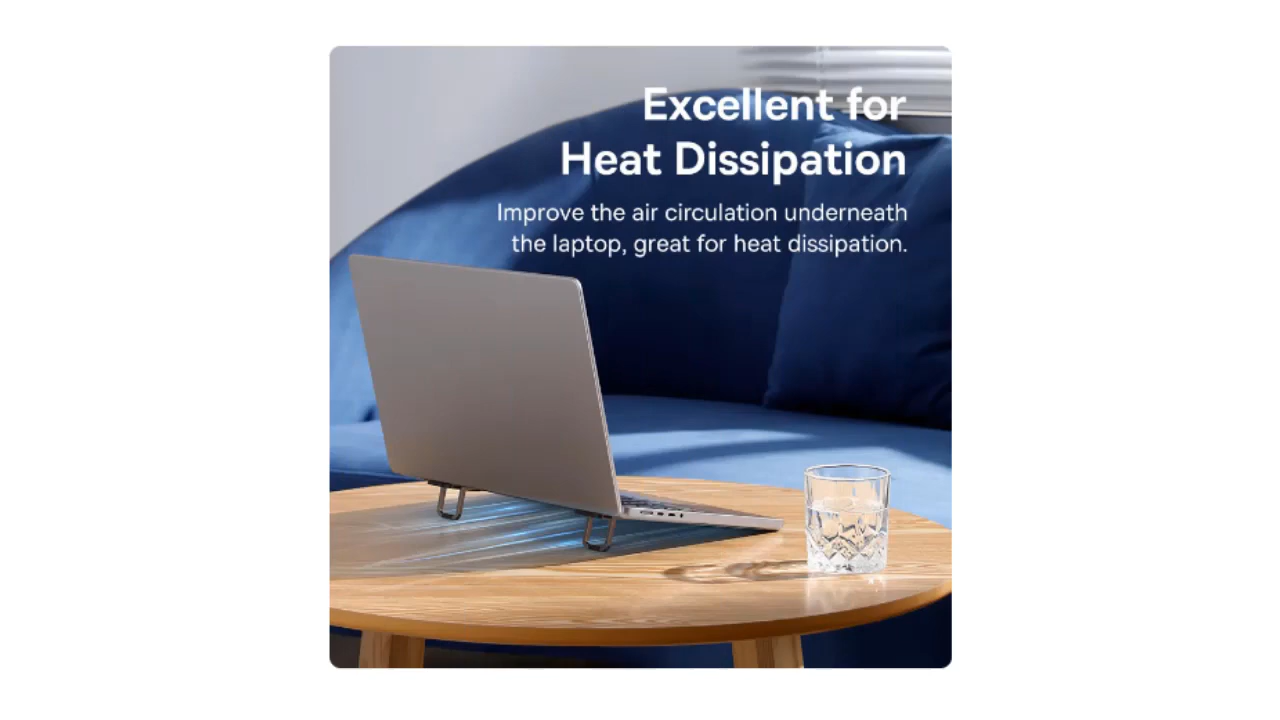 Excellent for
Heat Dissipation
Improve the air circulation underneath
the laptop, great for heat dissipation.